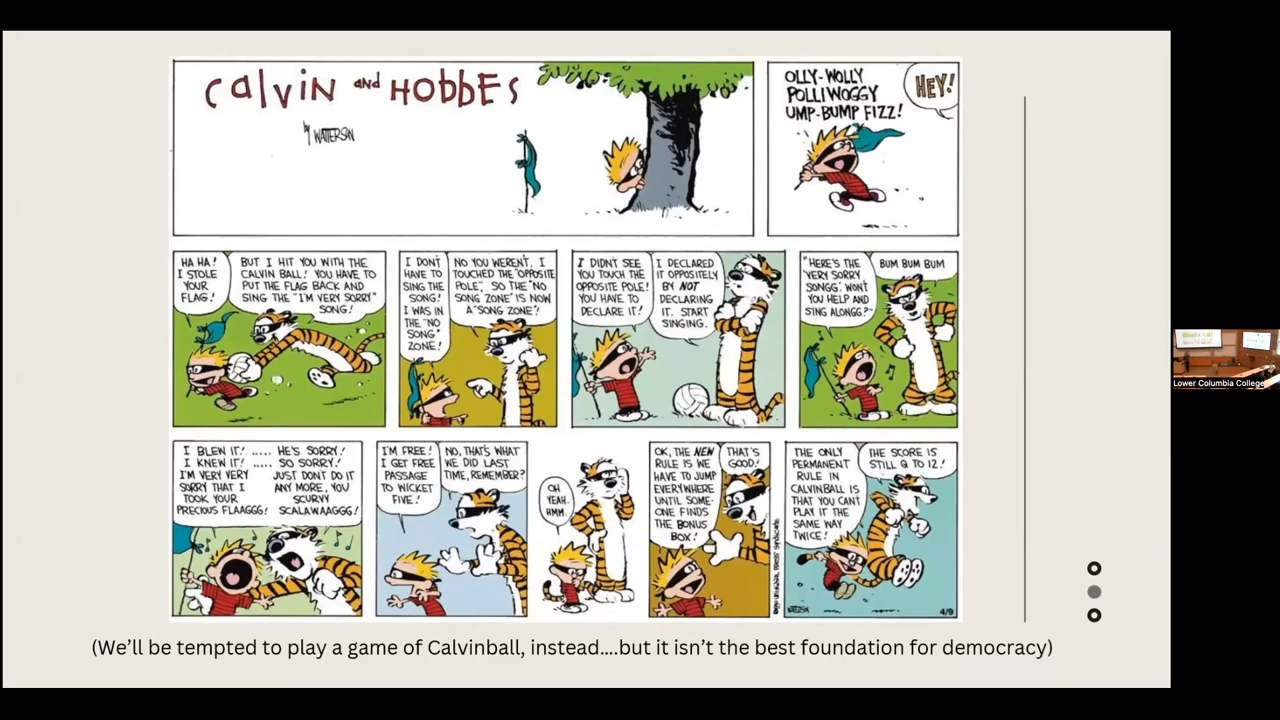 CALVIN and HOBBES
by WATTERSON
OLLY-WOLLY
POLLIWOGGY
UMP-BUMP FIZZ!
HEY!
HA HA!
I STOLE
YOUR
FLAG!
BUT I HIT YOU WITH THE
CALVIN BALL! YOU HAVE TO
PUT THE FLAG BACK AND
SING THE "I'M VERY SORRY"
SONG!
I DON'T
HAVE TO
SING THE
SONG!
I WAS IN
THE "NO
SONG"
ZONE!
NO YOU WEREN'T. I
TOUCHED THE "OPPOSITE
POLE", SO THE "NO
SONG ZONE" IS NOW
A "SONG ZONE".
I DIDN'T SEE
YOU TOUCH THE
OPPOSITE POLE!
YOU HAVE TO
DECLARE IT!
I DECLARED
IT OPPOSITELY
BY NOT
DECLARING
IT. START
SINGING.
"HERE'S THE
'VERY SORRY
SONGG'. WON'T
YOU HELP AND
SING ALONGG?"
BUM BUM BUM
I BLEW IT! ..... HE'S SORRY!
I KNEW IT! ..... SO SORRY!
I'M VERY VERY
SORRY THAT I
TOOK YOUR
PRECIOUS FLAAGGG!
JUST DON'T DO IT
ANY MORE, YOU
SCURVY
SCALAWAAGGG!
I'M FREE!
I GET FREE
PASSAGE
TO WICKET
FIVE!
NO, THAT'S WHAT
WE DID LAST
TIME, REMEMBER?
OH
YEAH.
HMM.
OK, THE NEW
RULE IS WE
HAVE TO JUMP
EVERYWHERE
UNTIL SOME-
ONE FINDS
THE BONUS
BOX!
THAT'S
GOOD!
THE ONLY
PERMANENT
RULE IN
CALVINBALL IS
THAT YOU CAN'T
PLAY IT THE
SAME WAY
TWICE!
THE SCORE IS
STILL Q TO 12!
WATTERSON
4/9
(We'll be tempted to play a game of Calvinball, instead....but it isn't the best foundation for democracy)
Lower Columbia College